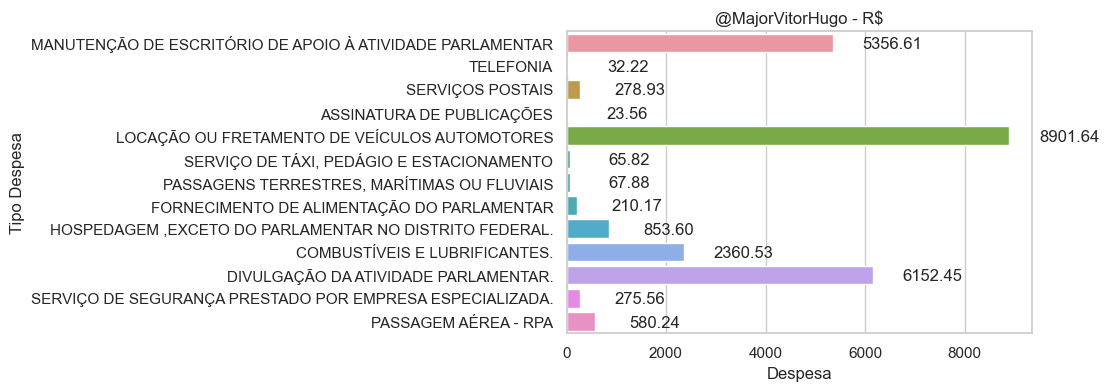 @MajorVitorHugo - R$
Tipo Despesa
MANUTENÇÃO DE ESCRITÓRIO DE APOIO À ATIVIDADE PARLAMENTAR 5356.61
TELEFONIA 32.22
SERVIÇOS POSTAIS 278.93
ASSINATURA DE PUBLICAÇÕES 23.56
LOCAÇÃO OU FRETAMENTO DE VEÍCULOS AUTOMOTORES 8901.64
SERVIÇO DE TÁXI, PEDÁGIO E ESTACIONAMENTO 65.82
PASSAGENS TERRESTRES, MARÍTIMAS OU FLUVIAIS 67.88
FORNECIMENTO DE ALIMENTAÇÃO DO PARLAMENTAR 210.17
HOSPEDAGEM ,EXCETO DO PARLAMENTAR NO DISTRITO FEDERAL. 853.60
COMBUSTÍVEIS E LUBRIFICANTES. 2360.53
DIVULGAÇÃO DA ATIVIDADE PARLAMENTAR. 6152.45
SERVIÇO DE SEGURANÇA PRESTADO POR EMPRESA ESPECIALIZADA. 275.56
PASSAGEM AÉREA - RPA 580.24
0 2000 4000 6000 8000
Despesa